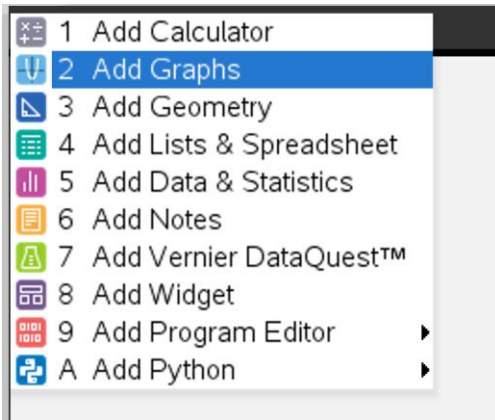 1 Add Calculator
2 Add Graphs
3 Add Geometry
4 Add Lists & Spreadsheet
5 Add Data & Statistics
6 Add Notes
7 Add Vernier DataQuest™
8 Add Widget
9 Add Program Editor
A Add Python